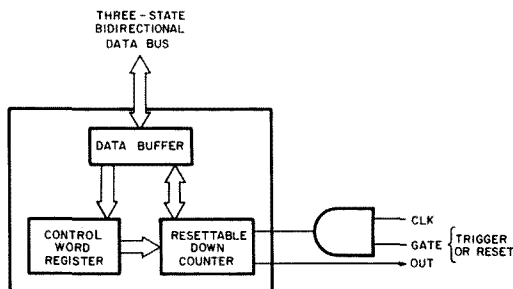 THREE-STATE
BIDIRECTIONAL
DATA BUS
DATA BUFFER
CONTROL
WORD
REGISTER
RESETTABLE
DOWN
COUNTER
CLK
GATE
OUT
TRIGGER
OR RESET